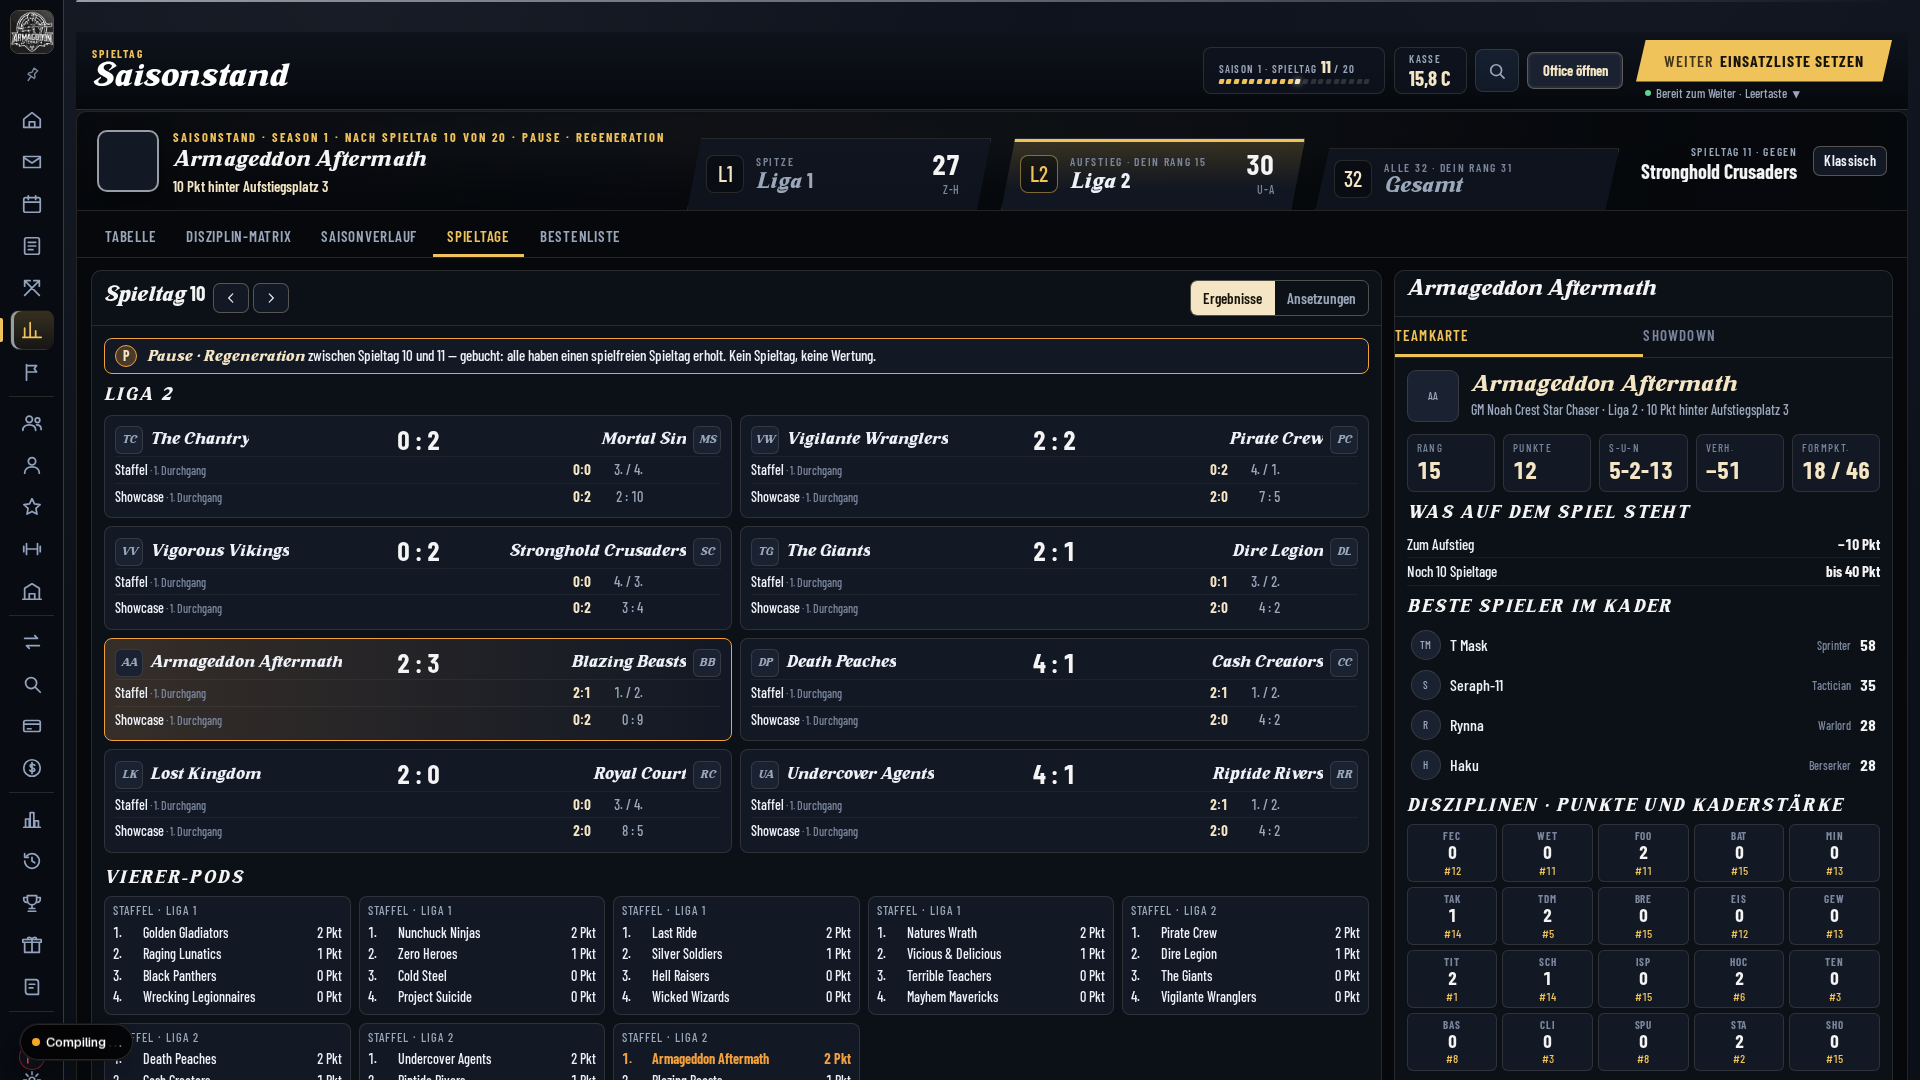 ARMAGEDDON
SPIELTAG
Saisonstand
SAISON 1 · SPIELTAG 11 / 20
KASSE
15,8 C
Office öffnen
WEITER EINSATZLISTE SETZEN
Bereit zum Weiter · Leertaste ▼
SAISONSTAND · SEASON 1 · NACH SPIELTAG 10 VON 20 · PAUSE · REGENERATION
Armageddon Aftermath
10 Pkt hinter Aufstiegsplatz 3
L1
SPITZE
Liga 1
27
Z-H
L2
AUFSTIEG · DEIN RANG 15
Liga 2
30
U-A
32
ALLE 32 · DEIN RANG 31
Gesamt
SPIELTAG 11 · GEGEN
Stronghold Crusaders
Klassisch
TABELLE
DISZIPLIN-MATRIX
SAISONVERLAUF
SPIELTAGE
BESTENLISTE
Spieltag 10
Ergebnisse
Ansetzungen
P Pause · Regeneration zwischen Spieltag 10 und 11 — gebucht: alle haben einen spielfreien Spieltag erholt. Kein Spieltag, keine Wertung.
LIGA 2
TC The Chantry 0 : 2 Mortal Sin MS
Staffel · 1. Durchgang 0:0 3. / 4.
Showcase · 1. Durchgang 0:2 2 : 10
VW Vigilante Wranglers 2 : 2 Pirate Crew PC
Staffel · 1. Durchgang 0:2 4. / 1.
Showcase · 1. Durchgang 2:0 7 : 5
VV Vigorous Vikings 0 : 2 Stronghold Crusaders SC
Staffel · 1. Durchgang 0:0 4. / 3.
Showcase · 1. Durchgang 0:2 3 : 4
TG The Giants 2 : 1 Dire Legion DL
Staffel · 1. Durchgang 0:1 3. / 2.
Showcase · 1. Durchgang 2:0 4 : 2
AA Armageddon Aftermath 2 : 3 Blazing Beasts BB
Staffel · 1. Durchgang 2:1 1. / 2.
Showcase · 1. Durchgang 0:2 0 : 9
DP Death Peaches 4 : 1 Cash Creators CC
Staffel · 1. Durchgang 2:1 1. / 2.
Showcase · 1. Durchgang 2:0 4 : 2
LK Lost Kingdom 2 : 0 Royal Court RC
Staffel · 1. Durchgang 0:0 3. / 4.
Showcase · 1. Durchgang 2:0 8 : 5
UA Undercover Agents 4 : 1 Riptide Rivers RR
Staffel · 1. Durchgang 2:1 1. / 2.
Showcase · 1. Durchgang 2:0 4 : 2
VIERER-PODS
STAFFEL · LIGA 1
1. Golden Gladiators 2 Pkt
2. Raging Lunatics 1 Pkt
3. Black Panthers 0 Pkt
4. Wrecking Legionnaires 0 Pkt
STAFFEL · LIGA 1
1. Nunchuck Ninjas 2 Pkt
2. Zero Heroes 1 Pkt
3. Cold Steel 0 Pkt
4. Project Suicide 0 Pkt
STAFFEL · LIGA 1
1. Last Ride 2 Pkt
2. Silver Soldiers 1 Pkt
3. Hell Raisers 0 Pkt
4. Wicked Wizards 0 Pkt
STAFFEL · LIGA 1
1. Natures Wrath 2 Pkt
2. Vicious & Delicious 1 Pkt
3. Terrible Teachers 0 Pkt
4. Mayhem Mavericks 0 Pkt
STAFFEL · LIGA 2
1. Pirate Crew 2 Pkt
2. Dire Legion 1 Pkt
3. The Giants 0 Pkt
4. Vigilante Wranglers 0 Pkt
LIGA 2
Death Peaches 2 Pkt
2. Cash Creators 1 Pkt
STAFFEL · LIGA 2
1. Undercover Agents 2 Pkt
2. Riptide Rivers 1 Pkt
STAFFEL · LIGA 2
1. Armageddon Aftermath 2 Pkt
2. Blazing Beasts 1 Pkt
Compiling ...
Armageddon Aftermath
TEAMKARTE
SHOWDOWN
AA
Armageddon Aftermath
GM Noah Crest Star Chaser · Liga 2 · 10 Pkt hinter Aufstiegsplatz 3
RANG
15
PUNKTE
12
S-U-N
5-2-13
VERH.
−51
FORMPKT.
18 / 46
WAS AUF DEM SPIEL STEHT
Zum Aufstieg −10 Pkt
Noch 10 Spieltage bis 40 Pkt
BESTE SPIELER IM KADER
TM T Mask Sprinter 58
S Seraph-11 Tactician 35
R Rynna Warlord 28
H Haku Berserker 28
DISZIPLINEN · PUNKTE UND KADERSTÄRKE
FEC
0
#12
WET
0
#11
FOO
2
#11
BAT
0
#15
MIN
0
#13
TAK
1
#14
TDM
2
#5
BRE
0
#15
EIS
0
#12
GEW
0
#13
TIT
2
#1
SCH
1
#14
ISP
0
#15
HOC
2
#6
TEN
0
#3
BAS
0
#8
CLI
0
#3
SPU
0
#8
STA
2
#2
SHO
0
#15